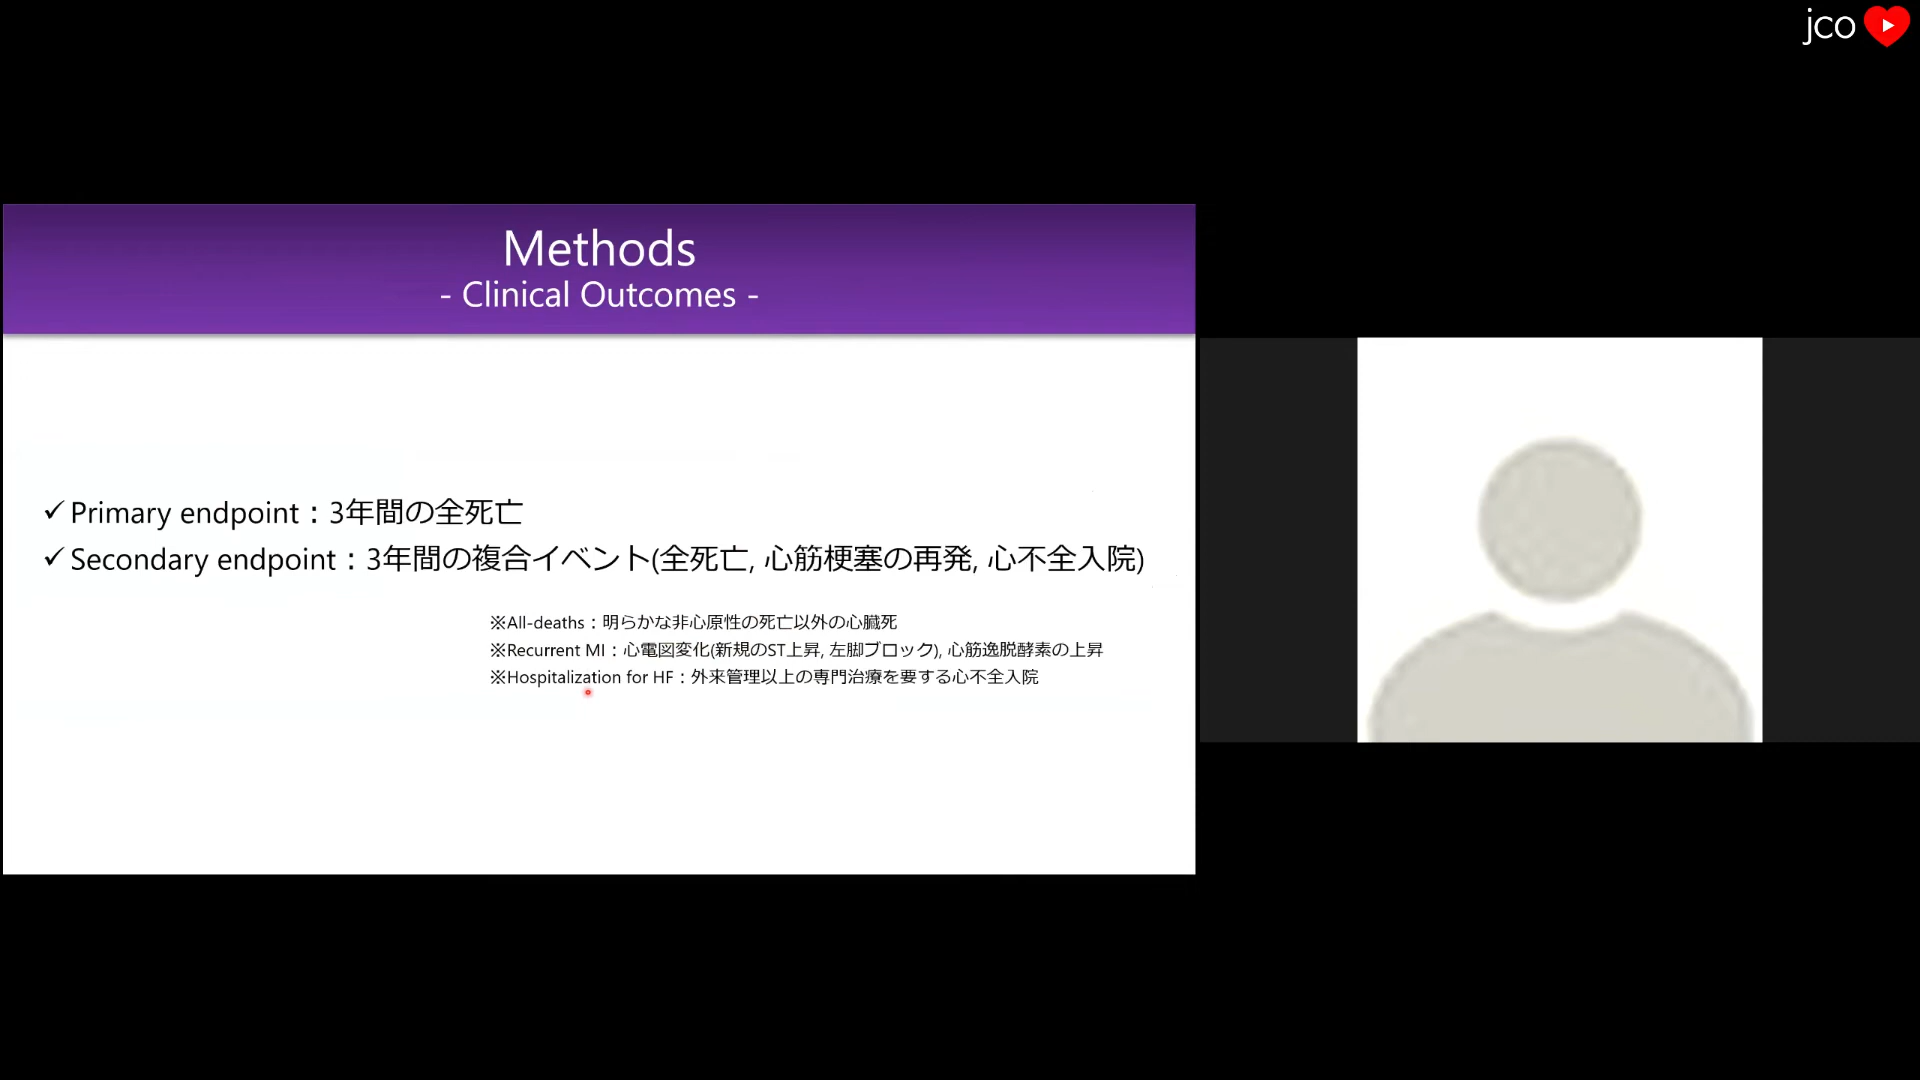 jco
Methods
- Clinical Outcomes -
✓Primary endpoint：3年間の全死亡
✓Secondary endpoint：3年間の複合イベント(全死亡, 心筋梗塞の再発, 心不全入院)
※All-deaths：明らかな非心原性の死亡以外の心臓死
※Recurrent MI：心電図変化(新規のST上昇, 左脚ブロック), 心筋逸脱酵素の上昇
※Hospitalization for HF：外来管理以上の専門治療を要する心不全入院